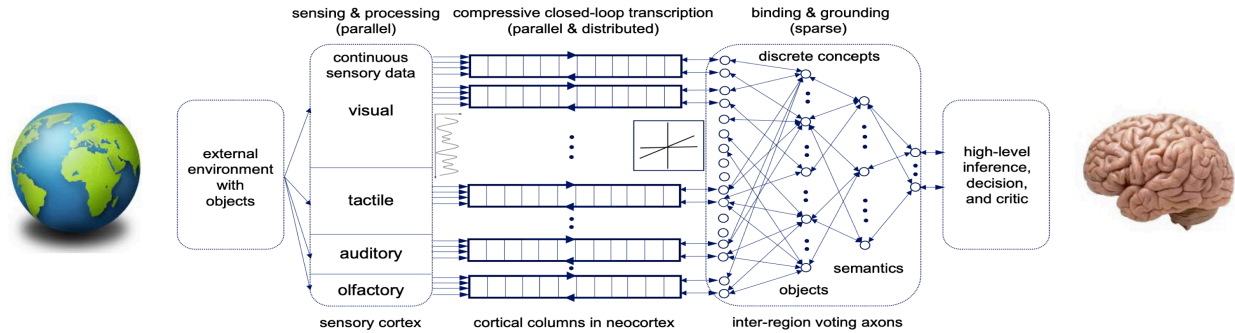 sensing & processing
(parallel)
compressive closed-loop transcription
(parallel & distributed)
binding & grounding
(sparse)
external
environment
with
objects
continuous
sensory data
visual
tactile
auditory
olfactory
discrete concepts
semantics
objects
high-level
inference,
decision,
and critic
sensory cortex
cortical columns in neocortex
inter-region voting axons